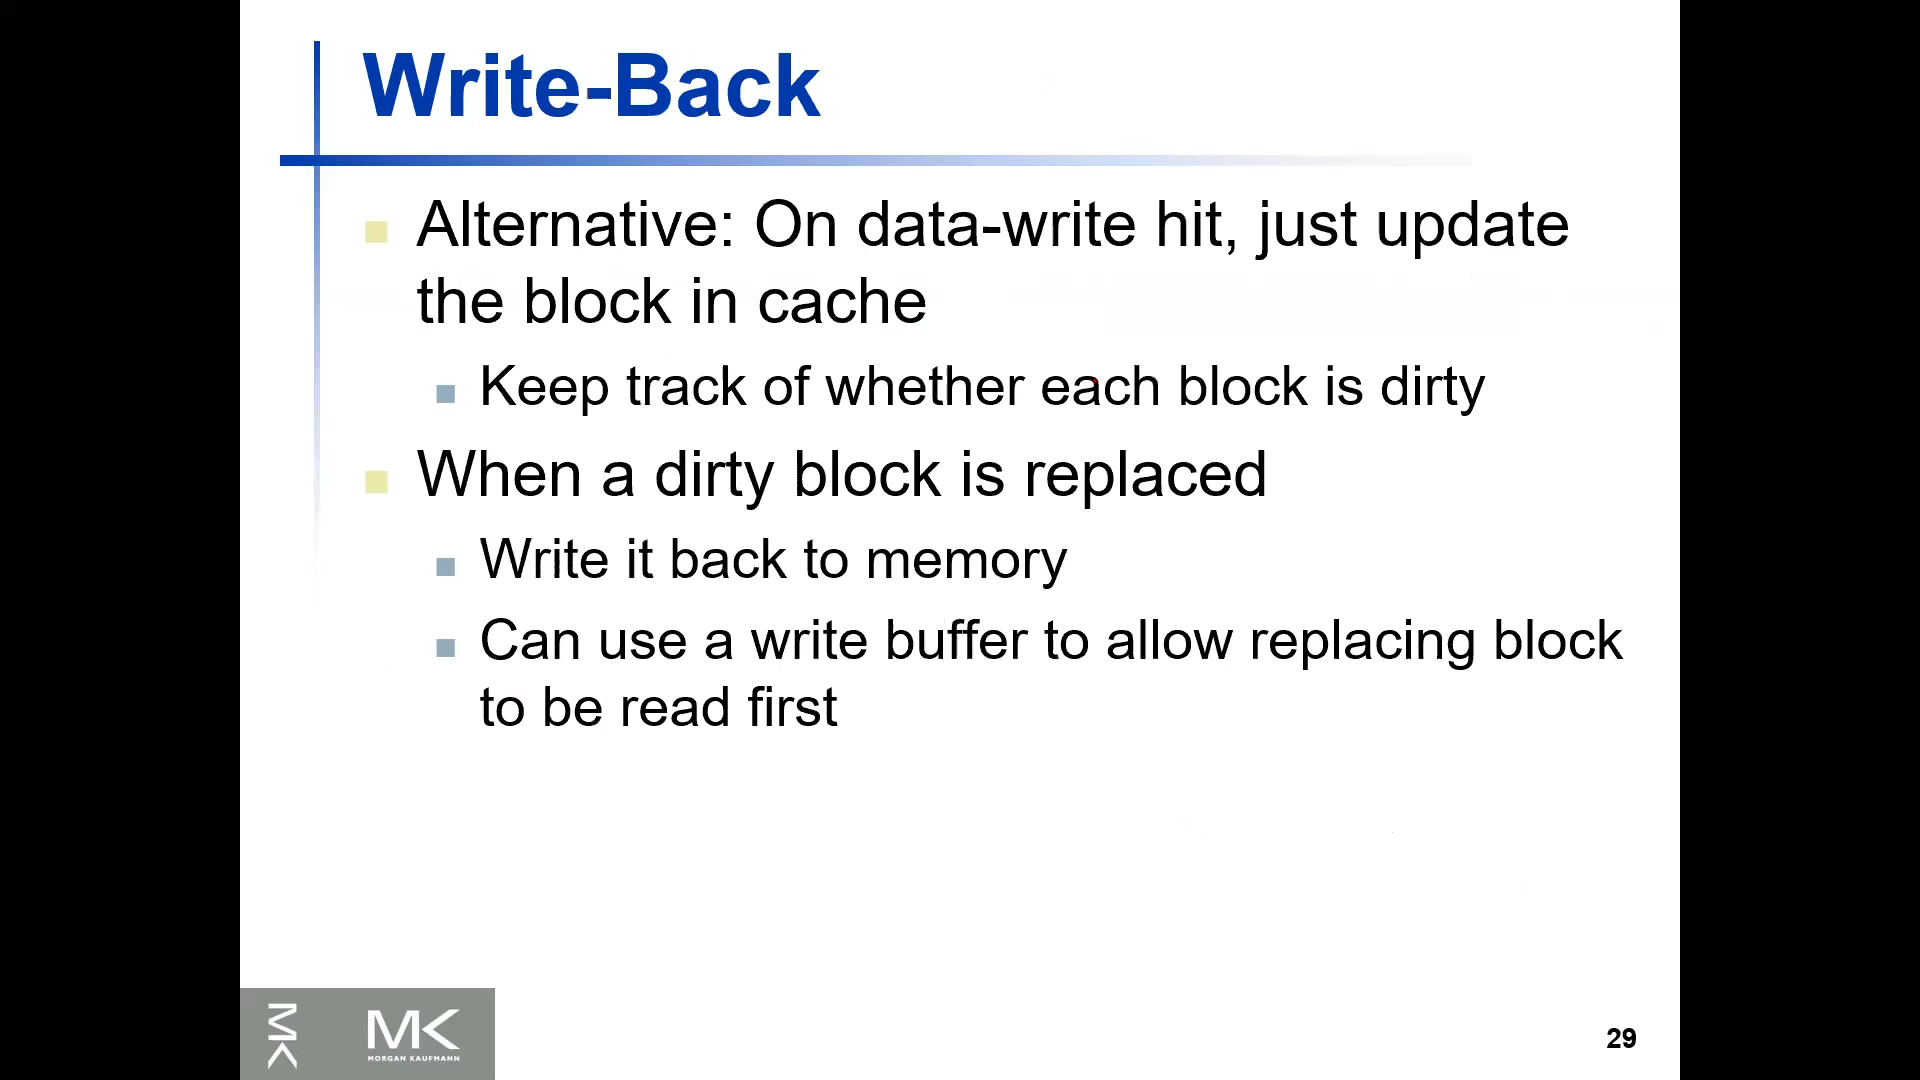 Write-Back
Alternative: On data-write hit, just update
the block in cache
Keep track of whether each block is dirty
When a dirty block is replaced
Write it back to memory
Can use a write buffer to allow replacing block
to be read first
MK
MK
MORGAN KAUFMANN
29